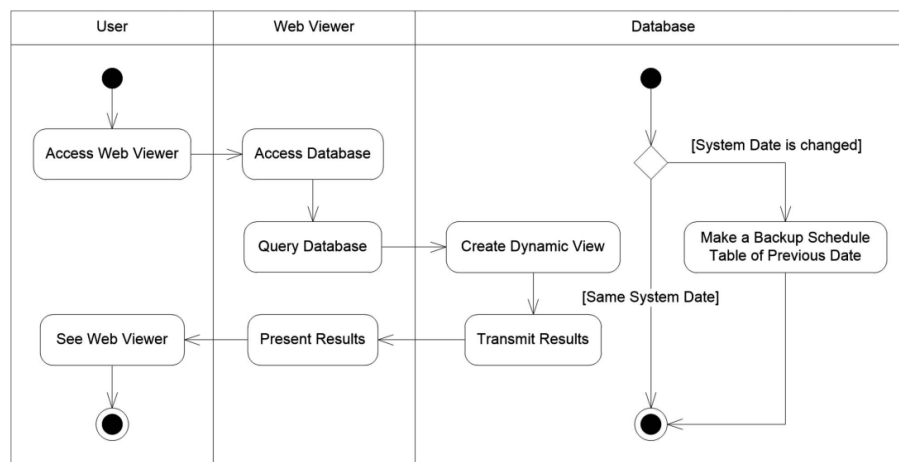 User
Web Viewer
Database
[System Date is changed]
Access Web Viewer
Access Database
Query Database
Create Dynamic View
Make a Backup Schedule
Table of Previous Date
[Same System Date]
See Web Viewer
Present Results
Transmit Results